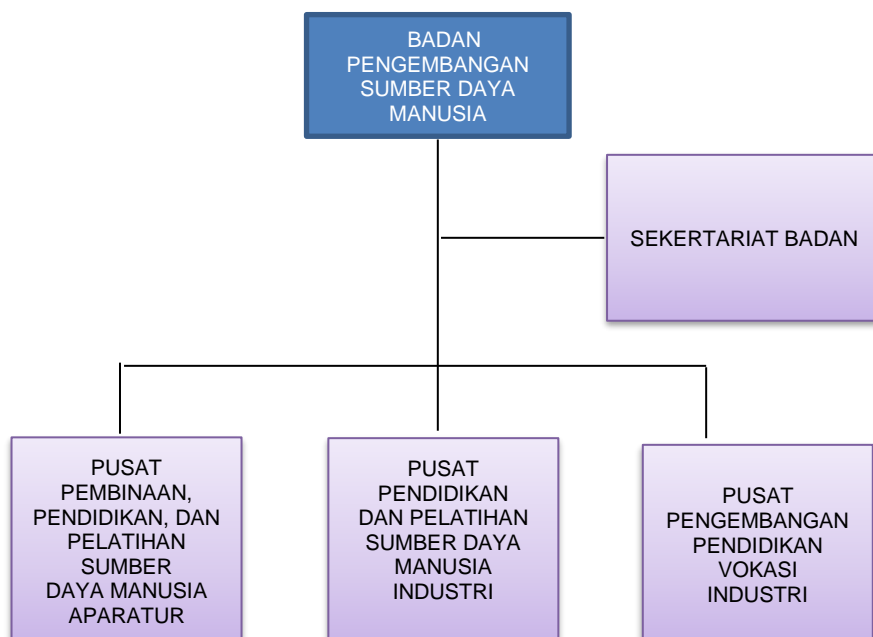 BADAN
PENGEMBANGAN
SUMBER DAYA
MANUSIA
SEKERTARIAT BADAN
PUSAT
PEMBINAAN,
PENDIDIKAN, DAN
PELATIHAN
SUMBER
DAYA MANUSIA
APARATUR
PUSAT
PENDIDIKAN
DAN PELATIHAN
SUMBER DAYA
MANUSIA
INDUSTRI
PUSAT
PENGEMBANGAN
PENDIDIKAN
VOKASI
INDUSTRI